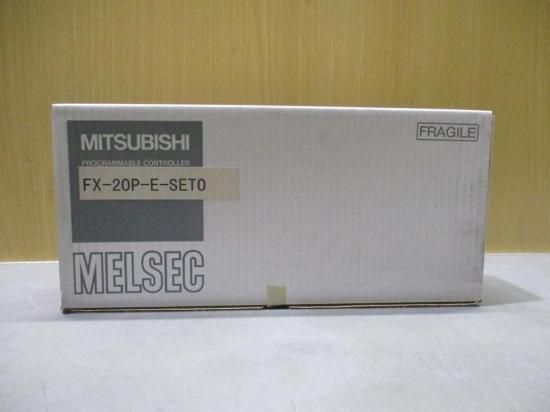 MITSUBISHI
PROGRAMMABLE CONTROLLER
FX-20P-E-SET0
MELSEC
FRAGILE